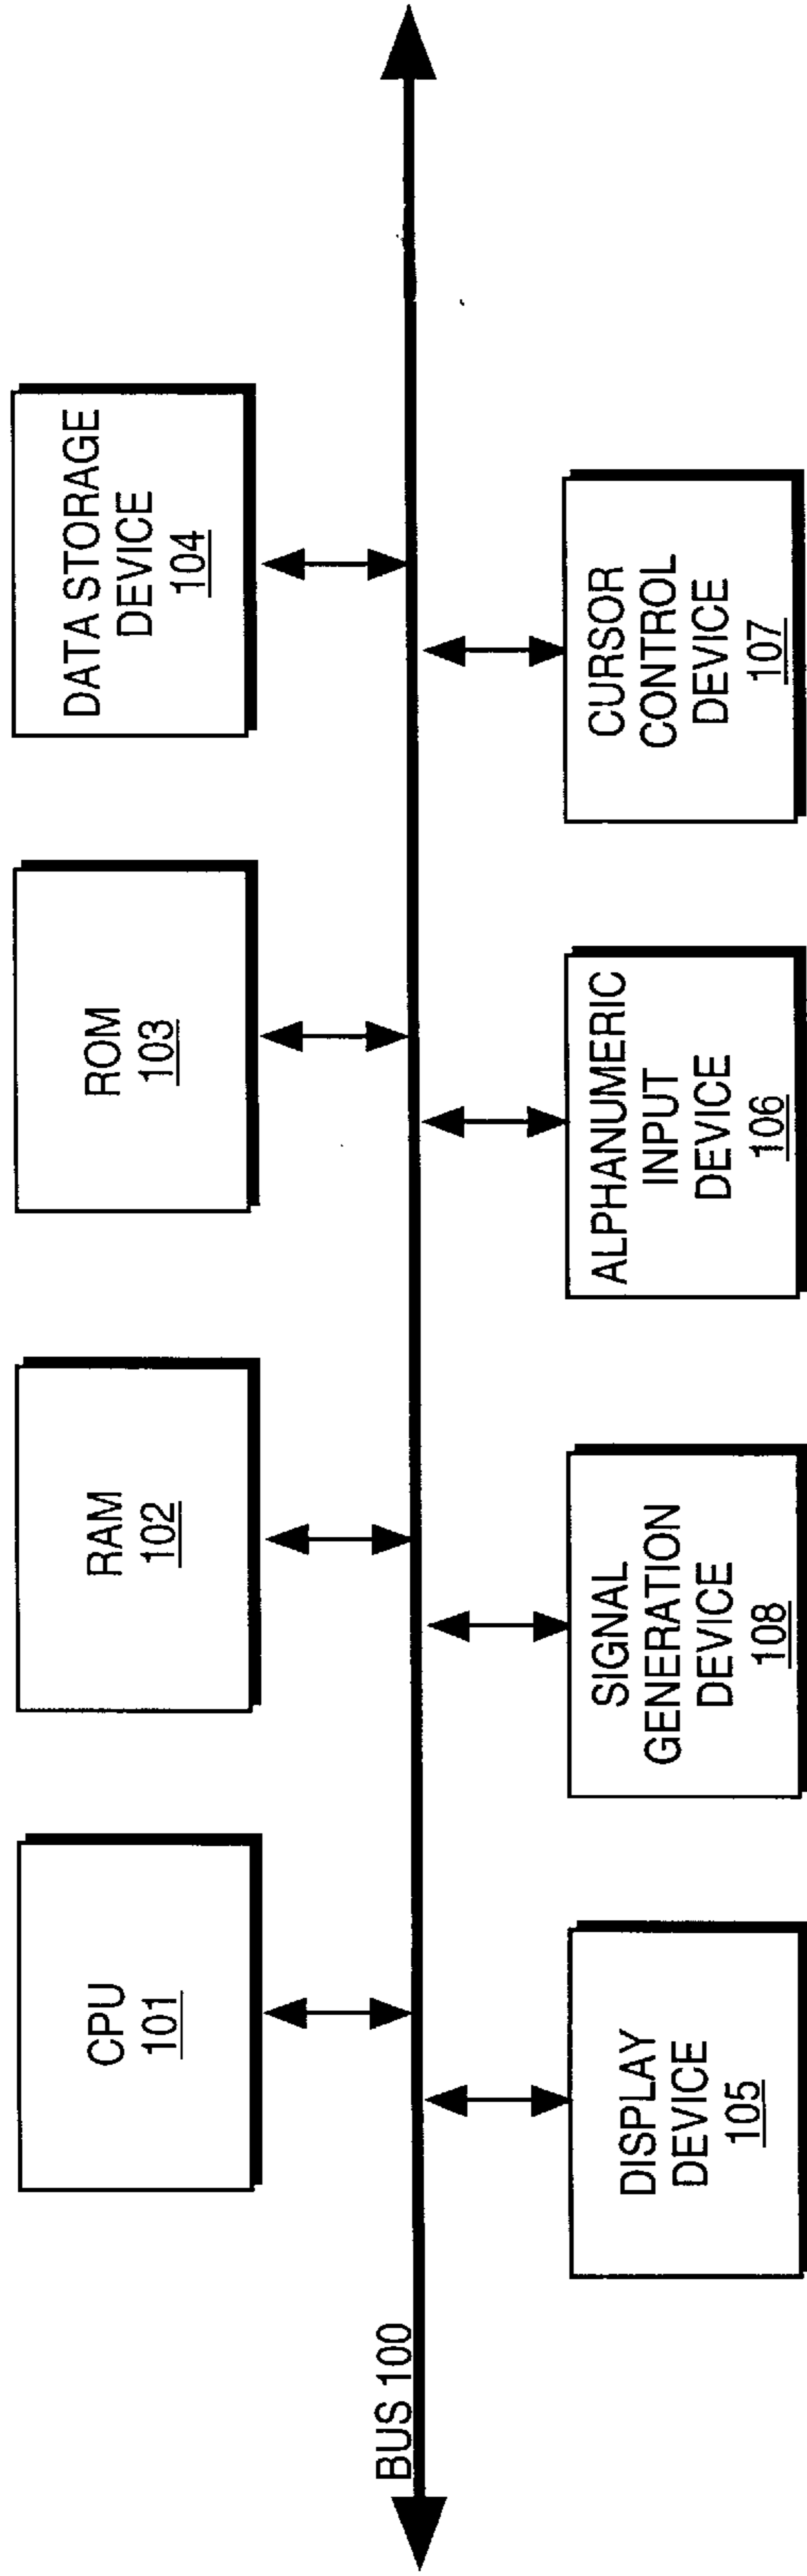 CPU
101
RAM
102
ROM
103
DATA STORAGE
DEVICE
104
BUS 100
DISPLAY
DEVICE
105
SIGNAL
GENERATION
DEVICE
108
ALPHANUMERIC
INPUT
DEVICE
106
CURSOR
CONTROL
DEVICE
107